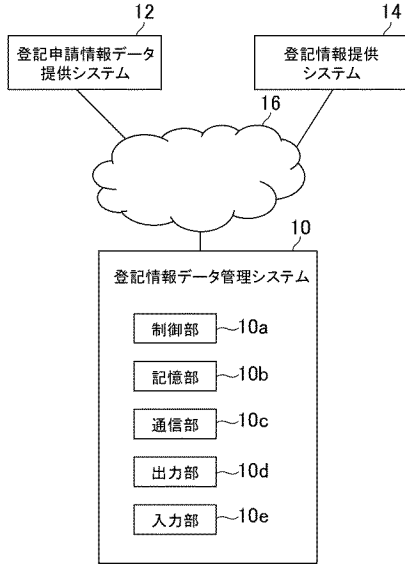 12
登記申請情報データ
提供システム
14
登記情報提供
システム
16
10
登記情報データ管理システム
制御部 10a
記憶部 10b
通信部 10c
出力部 10d
入力部 10e